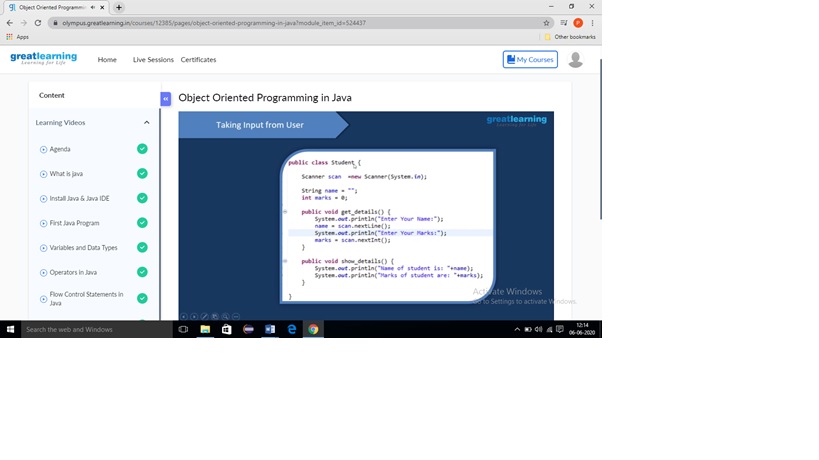 Object Oriented Programmin
olympus.greatlearning.in/courses/12385/pages/object-oriented-programming-in-java?module_item_id=524437
P
Apps
Other bookmarks
greatlearning
Learning for Life
Home
Live Sessions
Certificates
My Courses
Content
«
Object Oriented Programming in Java
Learning Videos
Agenda
What is java
Install Java & Java IDE
First Java Program
Variables and Data Types
Operators in Java
Flow Control Statements in
Java
Taking Input from User
greatlearning
Learning for Life
public class Student {
Scanner scan =new Scanner(System.in);
String name = "";
int marks = 0;
public void get_details() {
System.out.println("Enter Your Name:");
name = scan.nextLine();
System.out.println("Enter Your Marks:");
marks = scan.nextInt();
}
public void show_details() {
System.out.println("Name of student is: "+name);
System.out.println("Marks of student are: "+marks);
}
}
Activate Windows
to Settings to activate Windows.
Search the web and Windows
12:14
06-06-2020